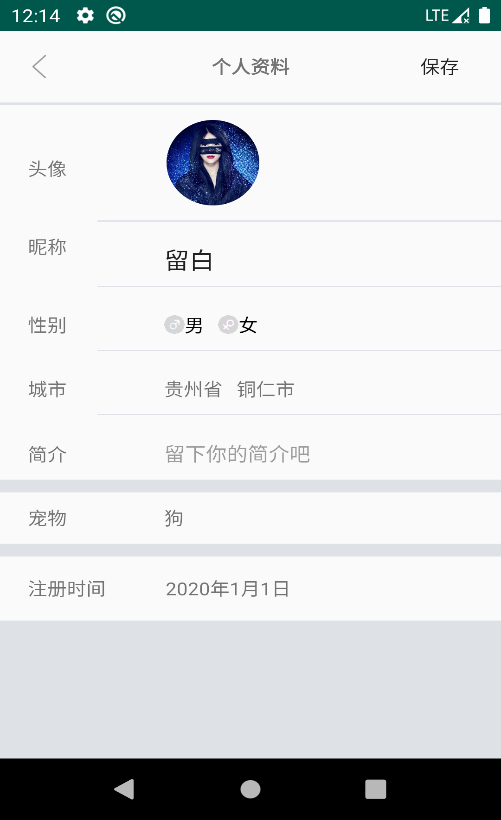 12:14 LTE
个人资料 保存
头像
昵称 留白
性别 男 女
城市 贵州省 铜仁市
简介 留下你的简介吧
宠物 狗
注册时间 2020年1月1日